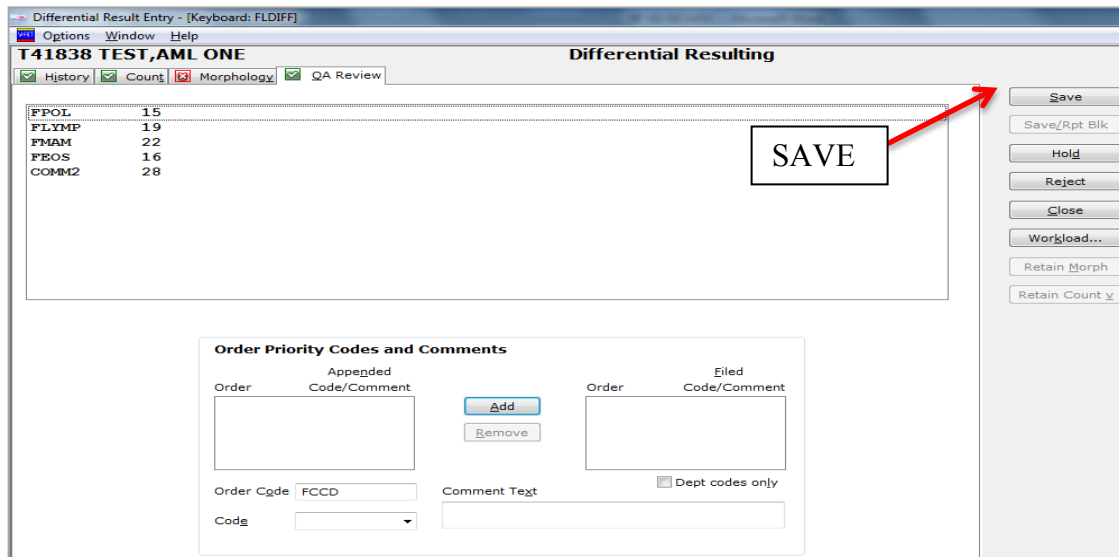 Differential Result Entry - [Keyboard: FLDIFF]
Options Window Help
T41838 TEST,AML ONE Differential Resulting
History Count Morphology QA Review
FPOL 15
FLYMP 19
FMAM 22
FEOS 16
COMM2 28
SAVE
Save
Save/Rpt Blk
Hold
Reject
Close
Workload...
Retain Morph
Retain Count v
Order Priority Codes and Comments
Appended Filed
Order Code/Comment Order Code/Comment
Add
Remove
Dept codes only
Order Code FCCD Comment Text
Code